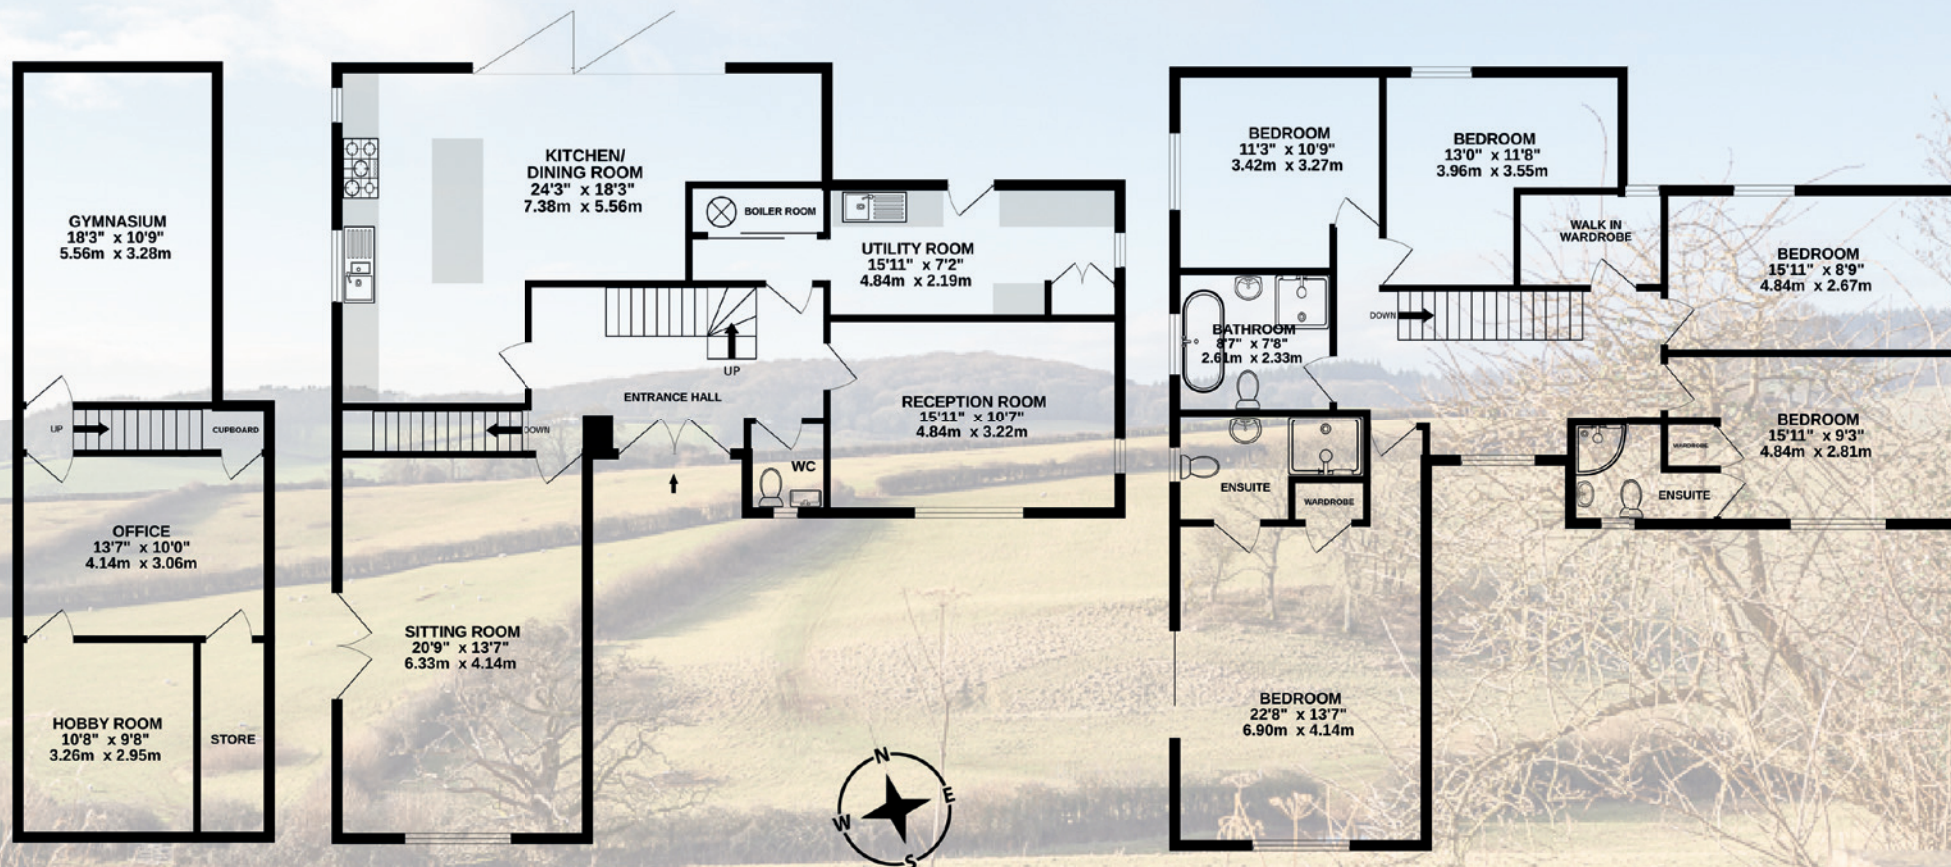 GYMNASIUM
18'3" x 10'9"
5.56m x 3.28m
UP
CUPBOARD
OFFICE
13'7" x 10'0"
4.14m x 3.06m
HOBBY ROOM
10'8" x 9'8"
3.26m x 2.95m
STORE
KITCHEN/
DINING ROOM
24'3" x 18'3"
7.38m x 5.56m
BOILER ROOM
UTILITY ROOM
15'11" x 7'2"
4.84m x 2.19m
UP
ENTRANCE HALL
DOWN
RECEPTION ROOM
15'11" x 10'7"
4.84m x 3.22m
WC
SITTING ROOM
20'9" x 13'7"
6.33m x 4.14m
BEDROOM
11'3" x 10'9"
3.42m x 3.27m
BEDROOM
13'0" x 11'8"
3.96m x 3.55m
WALK IN
WARDROBE
BEDROOM
15'11" x 8'9"
4.84m x 2.67m
DOWN
BATHROOM
8'7" x 7'8"
2.61m x 2.33m
BEDROOM
15'11" x 9'3"
4.84m x 2.81m
WARDROBE
ENSUITE
ENSUITE
WARDROBE
BEDROOM
22'8" x 13'7"
6.90m x 4.14m
N
E
W
S